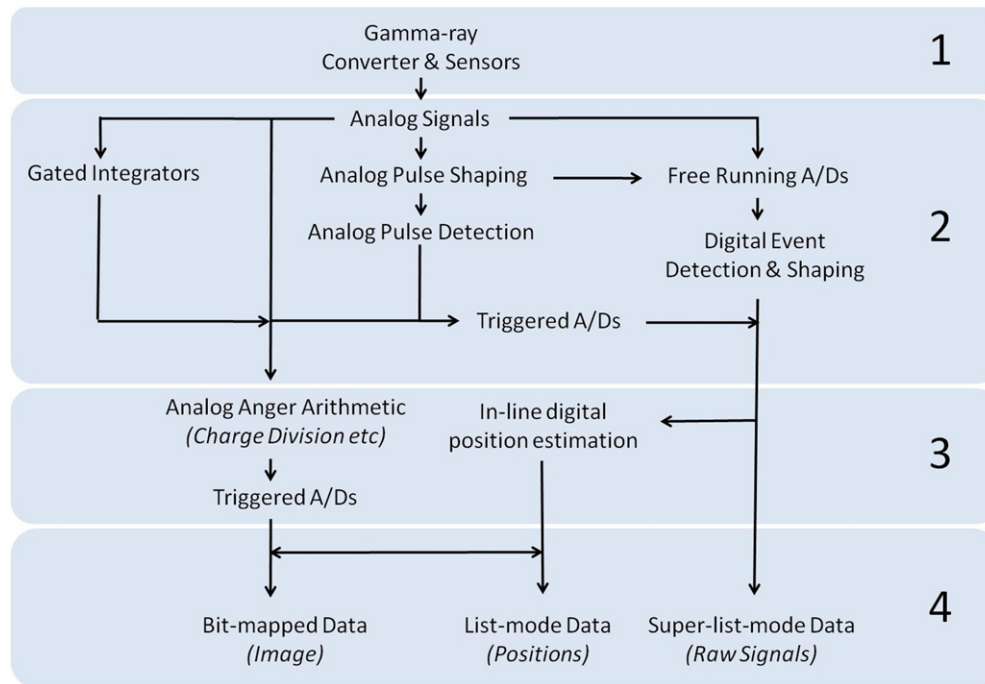 Gamma-ray
Converter & Sensors
1
Analog Signals
Gated Integrators
Analog Pulse Shaping
Free Running A/Ds
Analog Pulse Detection
Digital Event
Detection & Shaping
2
Triggered A/Ds
Analog Anger Arithmetic
(Charge Division etc)
In-line digital
position estimation
3
Triggered A/Ds
4
Bit-mapped Data
(Image)
List-mode Data
(Positions)
Super-list-mode Data
(Raw Signals)